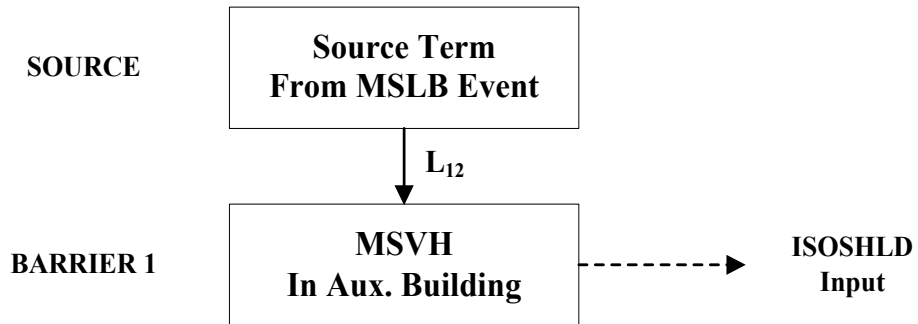 SOURCE
Source Term
From MSLB Event
L₁₂
BARRIER 1
MSVH
In Aux. Building
ISOSHLD
Input